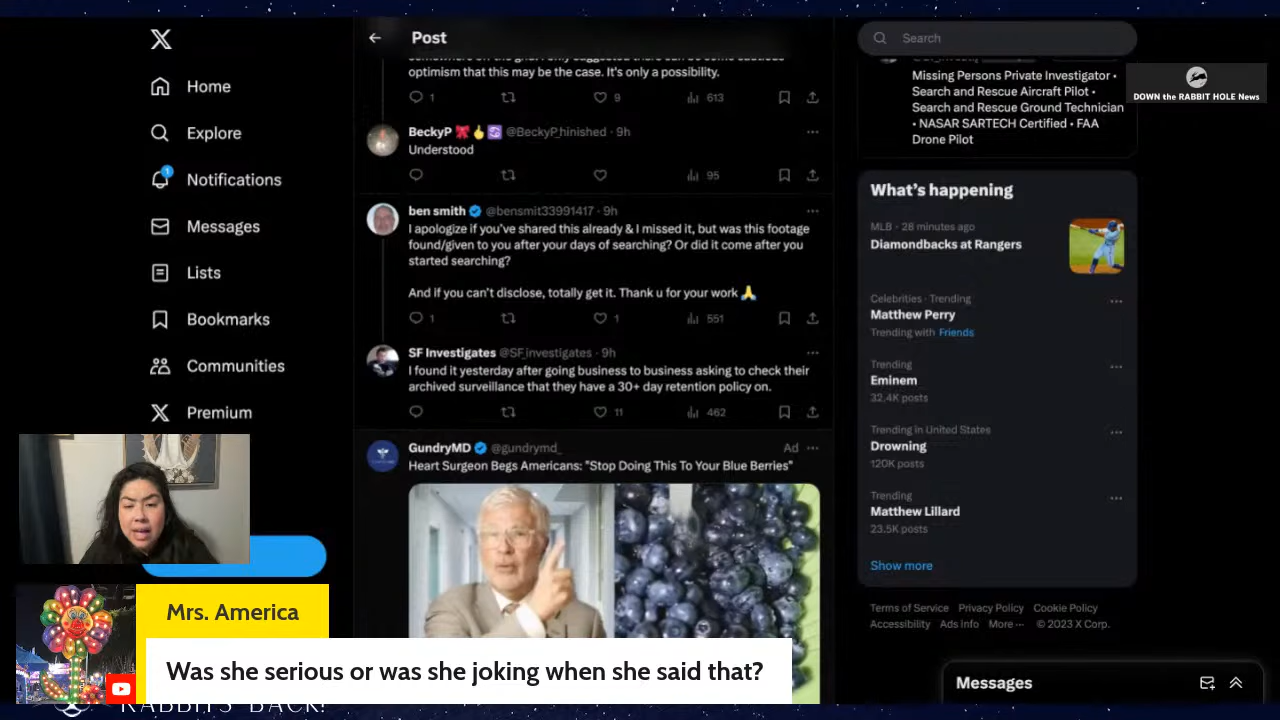 Post
Search
Home
Explore
1
Notifications
Messages
Lists
Bookmarks
Communities
Premium
optimism that this may be the case. It's only a possibility.
1
9
613
BeckyP @BeckyP_hinished · 9h
Understood
95
ben smith @bensmit33991417 · 9h
I apologize if you've shared this already & I missed it, but was this footage
found/given to you after your days of searching? Or did it come after you
started searching?
And if you can't disclose, totally get it. Thank u for your work 🙏
1
1
551
SF Investigates @SF_investigates · 9h
I found it yesterday after going business to business asking to check their
archived surveillance that they have a 30+ day retention policy on.
11
462
GundryMD @gundrymd_
Ad
Heart Surgeon Begs Americans: "Stop Doing This To Your Blue Berries"
Missing Persons Private Investigator •
Search and Rescue Aircraft Pilot •
Search and Rescue Ground Technician
• NASAR SARTECH Certified • FAA
Drone Pilot
DOWN the RABBIT HOLE News
What's happening
MLB · 28 minutes ago
Diamondbacks at Rangers
Celebrities · Trending
Matthew Perry
Trending with Friends
Trending
Eminem
32.4K posts
Trending in United States
Drowning
120K posts
Trending
Matthew Lillard
23.5K posts
Show more
Terms of Service Privacy Policy Cookie Policy
Accessibility Ads info More ··· © 2023 X Corp.
Messages
Mrs. America
Was she serious or was she joking when she said that?
RABBITS BACK!